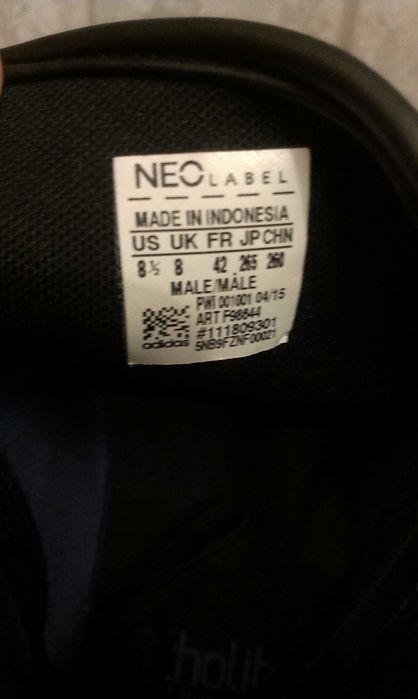 NEO LABEL
MADE IN INDONESIA
US UK FR JP CHN
8½ 8 42 265 260
MALE/MÂLE
PWI 001001 04/15
ART F98644
#111809301
5NB9FZNF00021
adidas